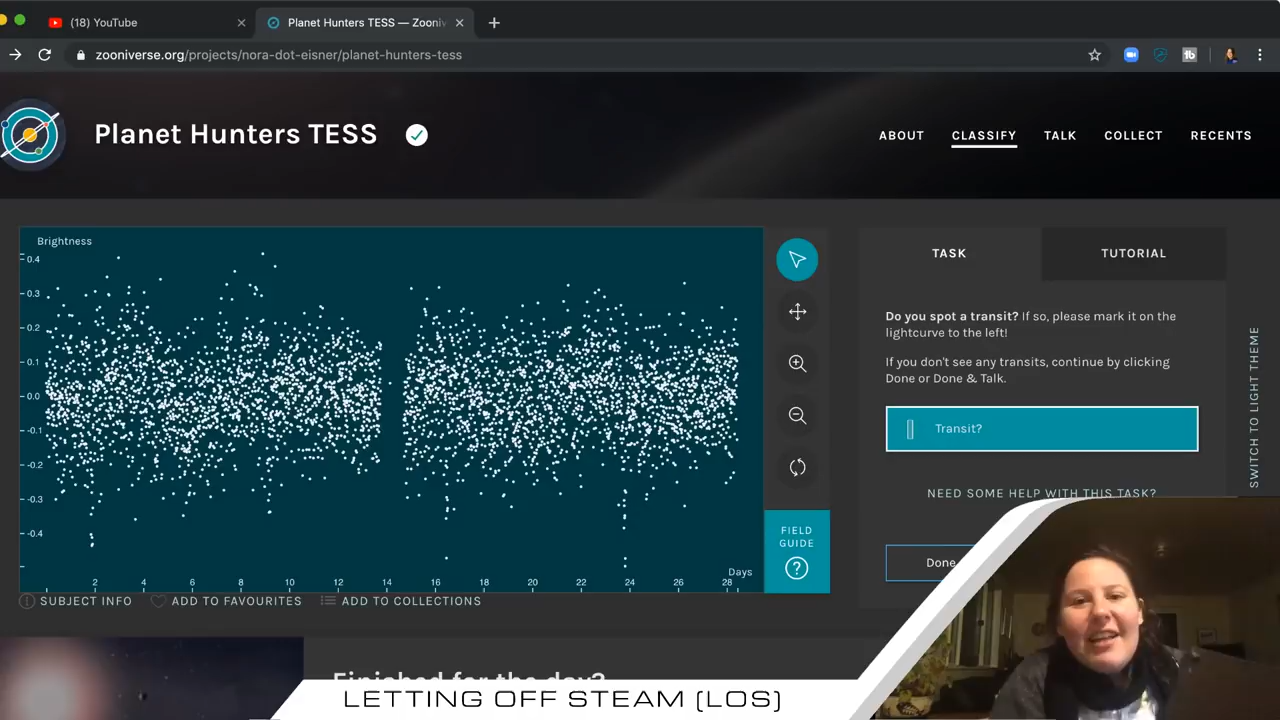 (18) YouTube
Planet Hunters TESS — Zooniv
zooniverse.org/projects/nora-dot-eisner/planet-hunters-tess
Planet Hunters TESS
ABOUT
CLASSIFY
TALK
COLLECT
RECENTS
Brightness
0.4
0.3
0.2
0.1
0.0
-0.1
-0.2
-0.3
-0.4
2 4 6 8 10 12 14 16 18 20 22 24 26 28
Days
FIELD
GUIDE
?
TASK
TUTORIAL
Do you spot a transit? If so, please mark it on the
lightcurve to the left!
If you don't see any transits, continue by clicking
Done or Done & Talk.
Transit?
NEED SOME HELP WITH THIS TASK?
Done
SWITCH TO LIGHT THEME
SUBJECT INFO
ADD TO FAVOURITES
ADD TO COLLECTIONS
Finished for the day?
LETTING OFF STEAM (LOS)